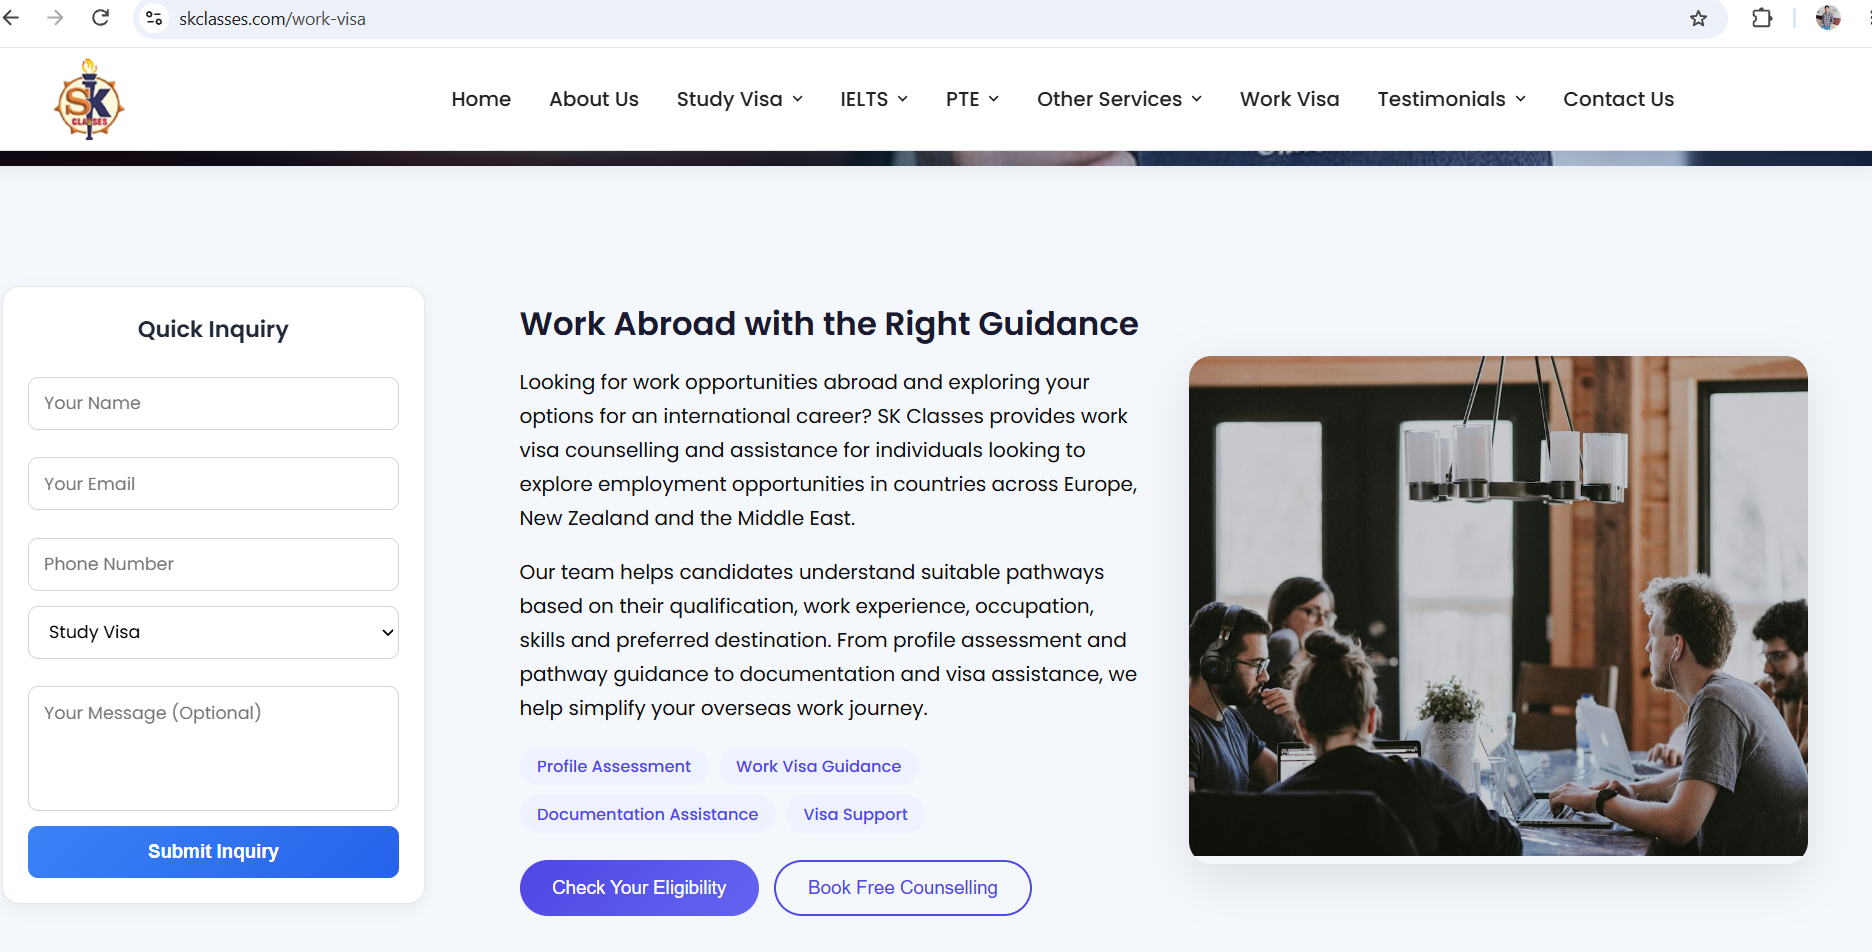 skclasses.com/work-visa
SK
CLASSES
Home
About Us
Study Visa
IELTS
PTE
Other Services
Work Visa
Testimonials
Contact Us
Quick Inquiry
Your Name
Your Email
Phone Number
Study Visa
Your Message (Optional)
Submit Inquiry
Work Abroad with the Right Guidance
Looking for work opportunities abroad and exploring your
options for an international career? SK Classes provides work
visa counselling and assistance for individuals looking to
explore employment opportunities in countries across Europe,
New Zealand and the Middle East.
Our team helps candidates understand suitable pathways
based on their qualification, work experience, occupation,
skills and preferred destination. From profile assessment and
pathway guidance to documentation and visa assistance, we
help simplify your overseas work journey.
Profile Assessment
Work Visa Guidance
Documentation Assistance
Visa Support
Check Your Eligibility
Book Free Counselling